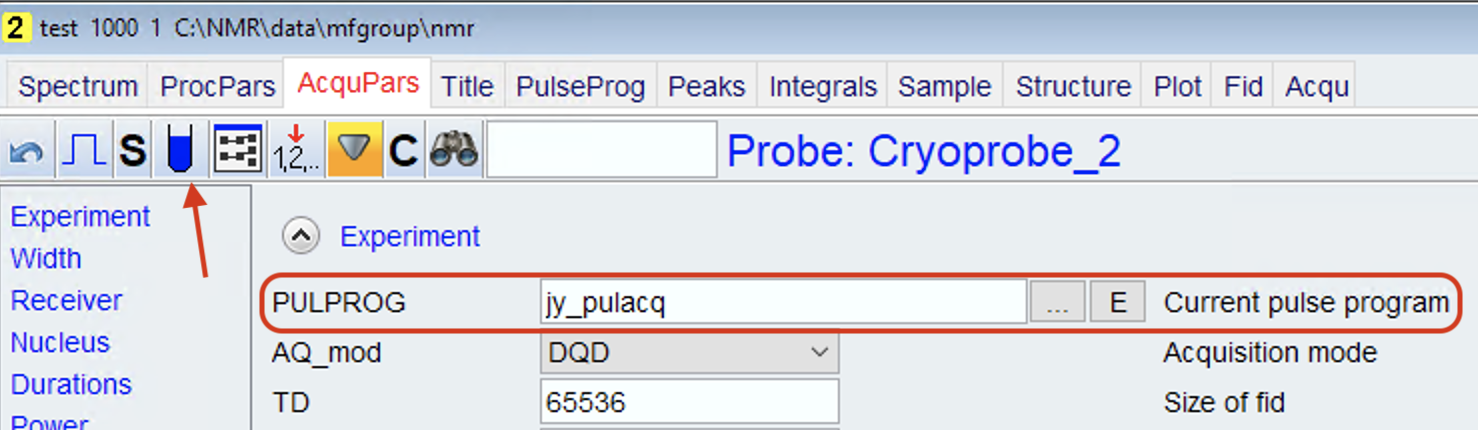 2 test 1000 1 C:\NMR\data\mfgroup\nmr
Spectrum ProcPars AcquPars Title PulseProg Peaks Integrals Sample Structure Plot Fid Acqu
S 1,2,.. C Probe: Cryoprobe_2
Experiment
Width
Receiver
Nucleus
Durations
Power
Experiment
PULPROG jy_pulacq ... E Current pulse program
AQ_mod DQD Acquisition mode
TD 65536 Size of fid